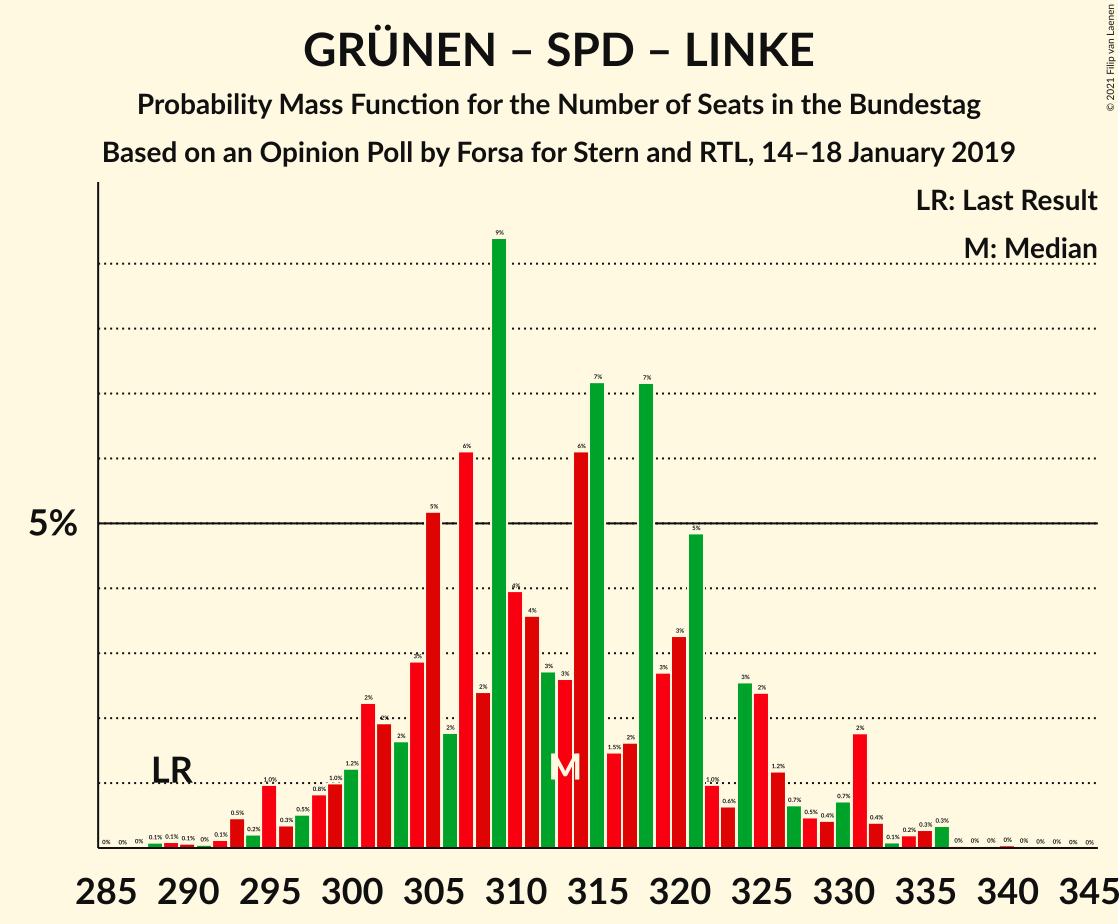 GRÜNEN – SPD – LINKE
Probability Mass Function for the Number of Seats in the Bundestag
Based on an Opinion Poll by Forsa for Stern and RTL, 14–18 January 2019
© 2021 Filip van Laenen
LR: Last Result
M: Median
5%
LR
M
0% 0% 0% 0.1% 0.1% 0.1% 0% 0.1% 0.5% 0.2% 1.0% 0.3% 0.5% 0.8% 1.0% 1.2% 2% 2% 2% 3% 5% 2% 6% 2% 9% 4% 4% 3% 3% 6% 7% 1.5% 2% 7% 3% 3% 5% 1.0% 0.6% 3% 2% 1.2% 0.7% 0.5% 0.4% 0.7% 2% 0.4% 0.1% 0.2% 0.3% 0.3% 0% 0% 0% 0% 0% 0% 0% 0% 0%
285 290 295 300 305 310 315 320 325 330 335 340 345